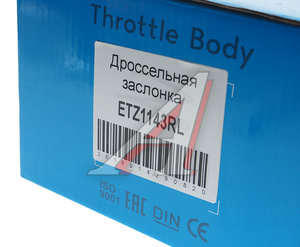 Throttle Body
Дроссельная
заслонка
ETZ1143RL
ISO
9001 EAC DIN CE